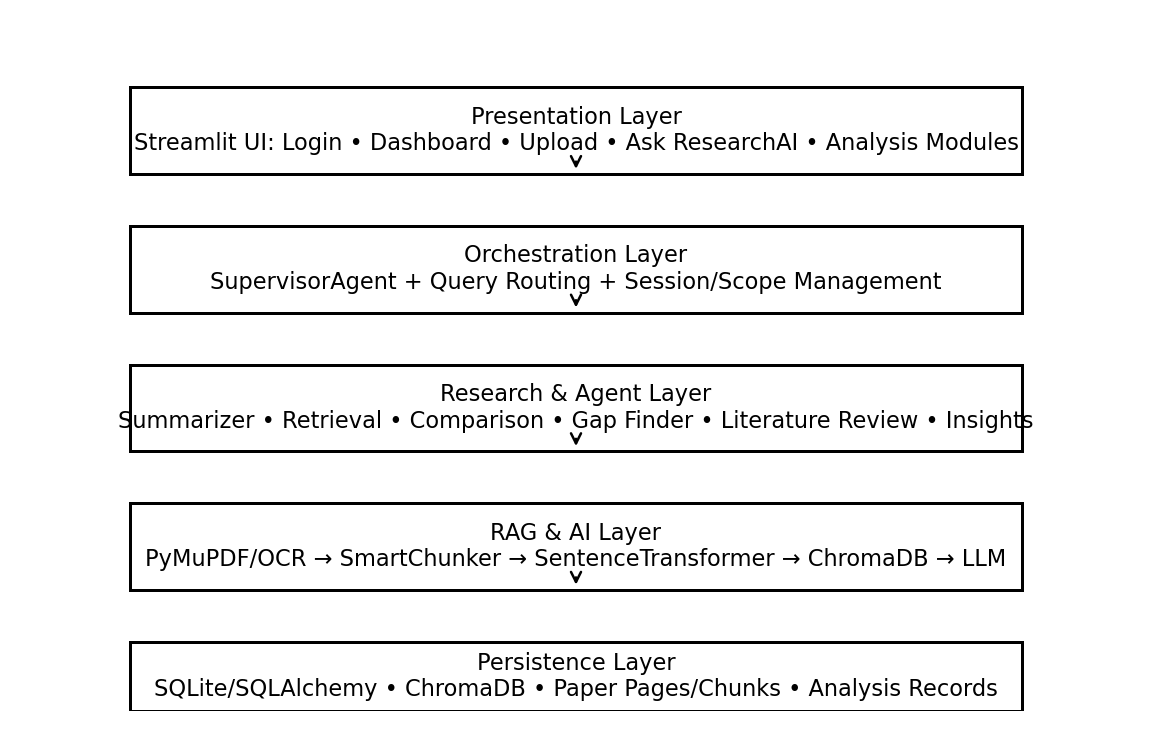 Presentation Layer
Streamlit UI: Login • Dashboard • Upload • Ask ResearchAI • Analysis Modules
Orchestration Layer
SupervisorAgent + Query Routing + Session/Scope Management
Research & Agent Layer
Summarizer • Retrieval • Comparison • Gap Finder • Literature Review • Insights
RAG & AI Layer
PyMuPDF/OCR → SmartChunker → SentenceTransformer → ChromaDB → LLM
Persistence Layer
SQLite/SQLAlchemy • ChromaDB • Paper Pages/Chunks • Analysis Records